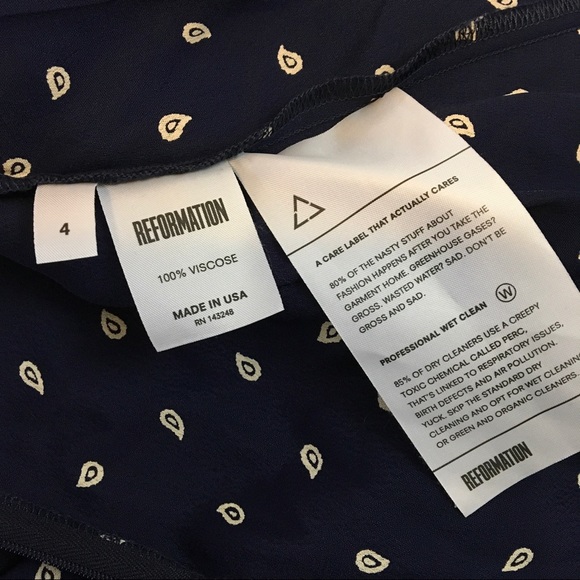 4
REFORMATION
100% VISCOSE
MADE IN USA
RN 143248
A CARE LABEL THAT ACTUALLY CARES
80% OF THE NASTY STUFF ABOUT
FASHION HAPPENS AFTER YOU TAKE THE
GARMENT HOME. GREENHOUSE GASES?
GROSS. WASTED WATER? SAD. DON'T BE
GROSS AND SAD.
PROFESSIONAL WET CLEAN W
85% OF DRY CLEANERS USE A CREEPY
TOXIC CHEMICAL CALLED PERC,
THAT'S LINKED TO RESPIRATORY ISSUES,
BIRTH DEFECTS AND AIR POLLUTION.
YUCK. SKIP THE STANDARD DRY
CLEANING AND OPT FOR WET CLEANING
OR GREEN AND ORGANIC CLEANERS.
REFORMATION